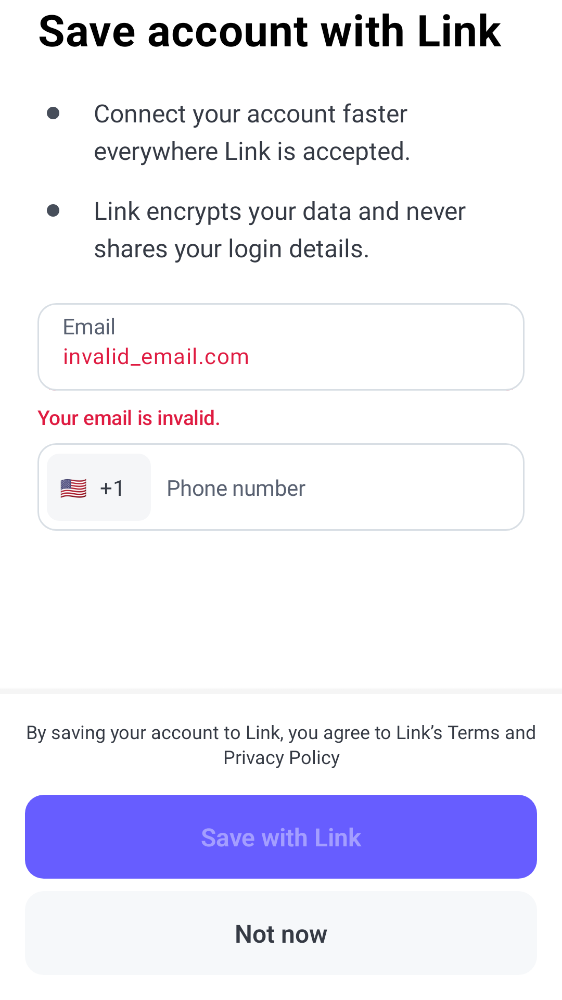 Save account with Link
Connect your account faster
everywhere Link is accepted.
Link encrypts your data and never
shares your login details.
Email
invalid_email.com
Your email is invalid.
+1 Phone number
By saving your account to Link, you agree to Link’s Terms and
Privacy Policy
Save with Link
Not now